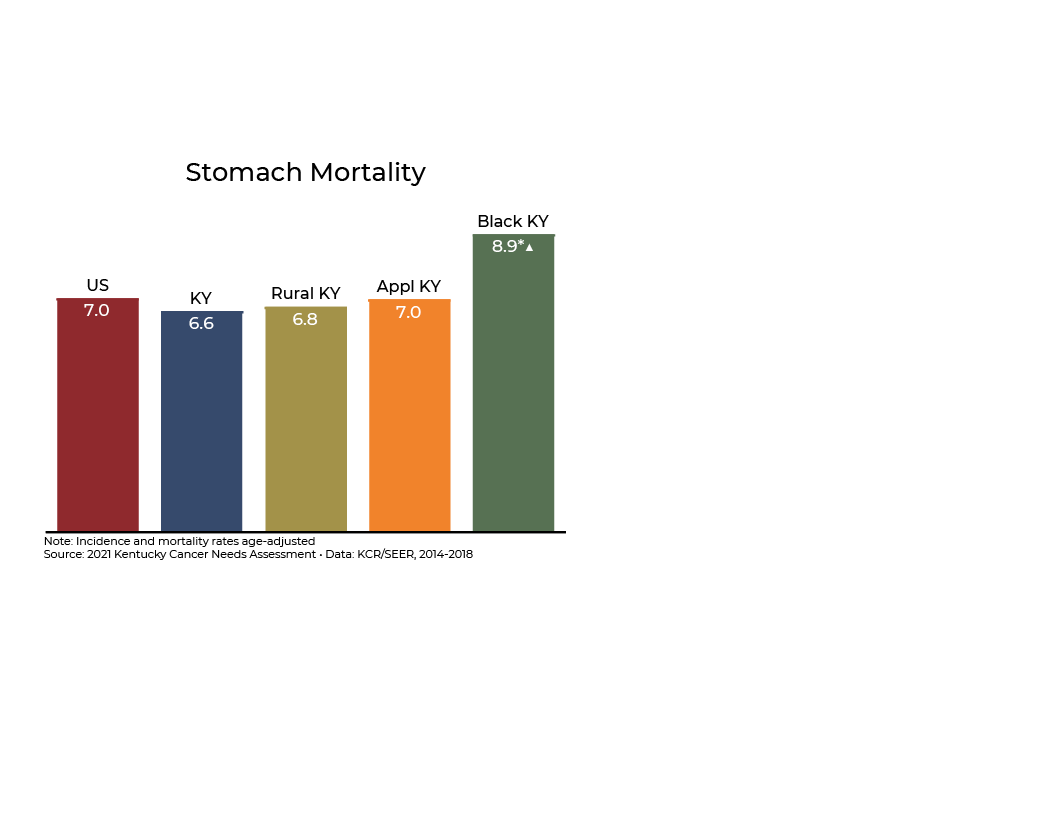 Stomach Mortality
Black KY
8.9*▲
US
7.0
KY
6.6
Rural KY
6.8
Appl KY
7.0
Note: Incidence and mortality rates age-adjusted
Source: 2021 Kentucky Cancer Needs Assessment • Data: KCR/SEER, 2014-2018